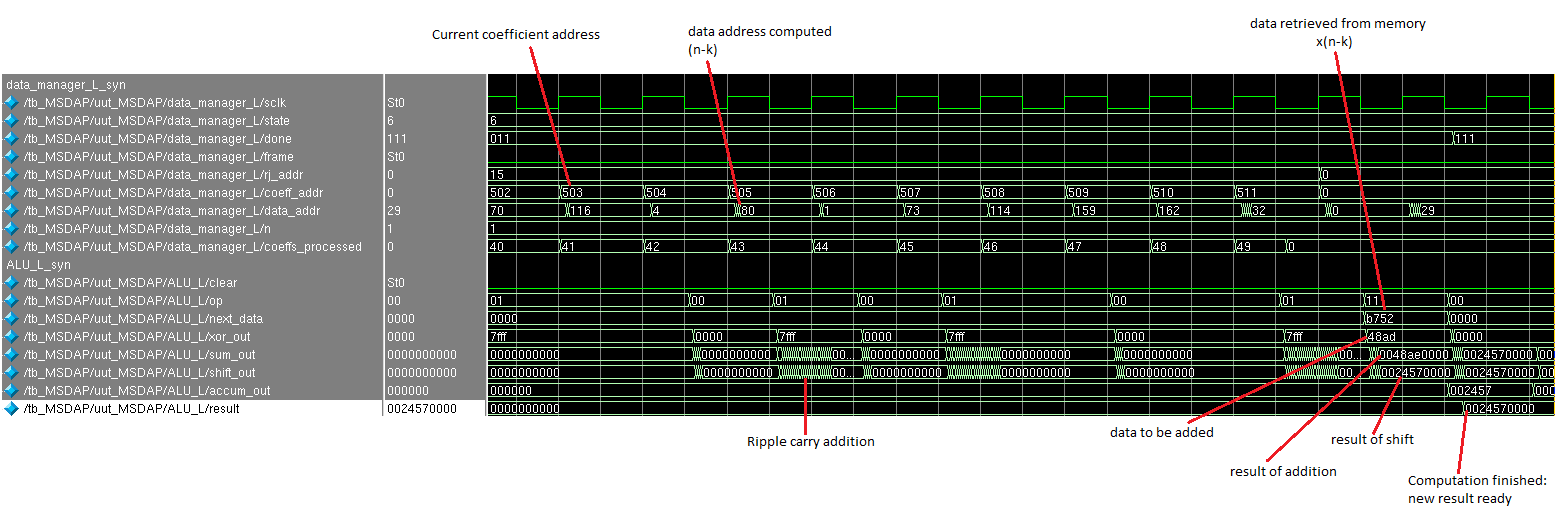 Current coefficient address
data address computed
(n-k)
data retrieved from memory
x(n-k)
data_manager_L_syn
/tb_MSDAP/uut_MSDAP/data_manager_L/sclk St0
/tb_MSDAP/uut_MSDAP/data_manager_L/state 6 6
/tb_MSDAP/uut_MSDAP/data_manager_L/done 111 011 111
/tb_MSDAP/uut_MSDAP/data_manager_L/frame St0
/tb_MSDAP/uut_MSDAP/data_manager_L/rj_addr 0 15 0
/tb_MSDAP/uut_MSDAP/data_manager_L/coeff_addr 0 502 503 504 505 506 507 508 509 510 511 0
/tb_MSDAP/uut_MSDAP/data_manager_L/data_addr 29 70 116 4 80 1 73 114 159 162 32 0 29
/tb_MSDAP/uut_MSDAP/data_manager_L/n 1 1
/tb_MSDAP/uut_MSDAP/data_manager_L/coeffs_processed 0 40 41 42 43 44 45 46 47 48 49 0
ALU_L_syn
/tb_MSDAP/uut_MSDAP/ALU_L/clear St0
/tb_MSDAP/uut_MSDAP/ALU_L/op 00 01 00 01 00 01 00 01 11 00
/tb_MSDAP/uut_MSDAP/ALU_L/next_data 0000 0000 b752 0000
/tb_MSDAP/uut_MSDAP/ALU_L/xor_out 0000 7fff 0000 7fff 0000 7fff 0000 7fff 48ad 0000
/tb_MSDAP/uut_MSDAP/ALU_L/sum_out 0000000000 0000000000 0000000000 00... 0000000000 0000000000 0000000000 00... 0048ae0000 0024570000 00
/tb_MSDAP/uut_MSDAP/ALU_L/shift_out 0000000000 0000000000 0000000000 00... 0000000000 0000000000 0000000000 00... 0024570000 0024570000 00
/tb_MSDAP/uut_MSDAP/ALU_L/accum_out 000000 000000 002457 000
/tb_MSDAP/uut_MSDAP/ALU_L/result 0024570000 0000000000 0024570000
Ripple carry addition
data to be added
result of addition
result of shift
Computation finished:
new result ready